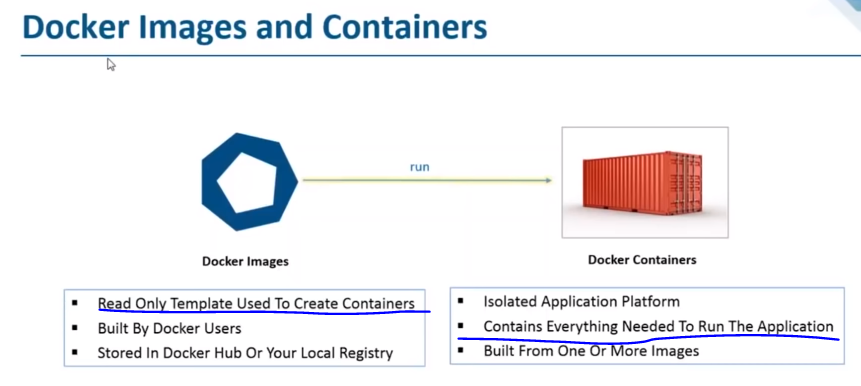 Docker Images and Containers
run
Docker Images
Docker Containers
Read Only Template Used To Create Containers
Built By Docker Users
Stored In Docker Hub Or Your Local Registry
Isolated Application Platform
Contains Everything Needed To Run The Application
Built From One Or More Images